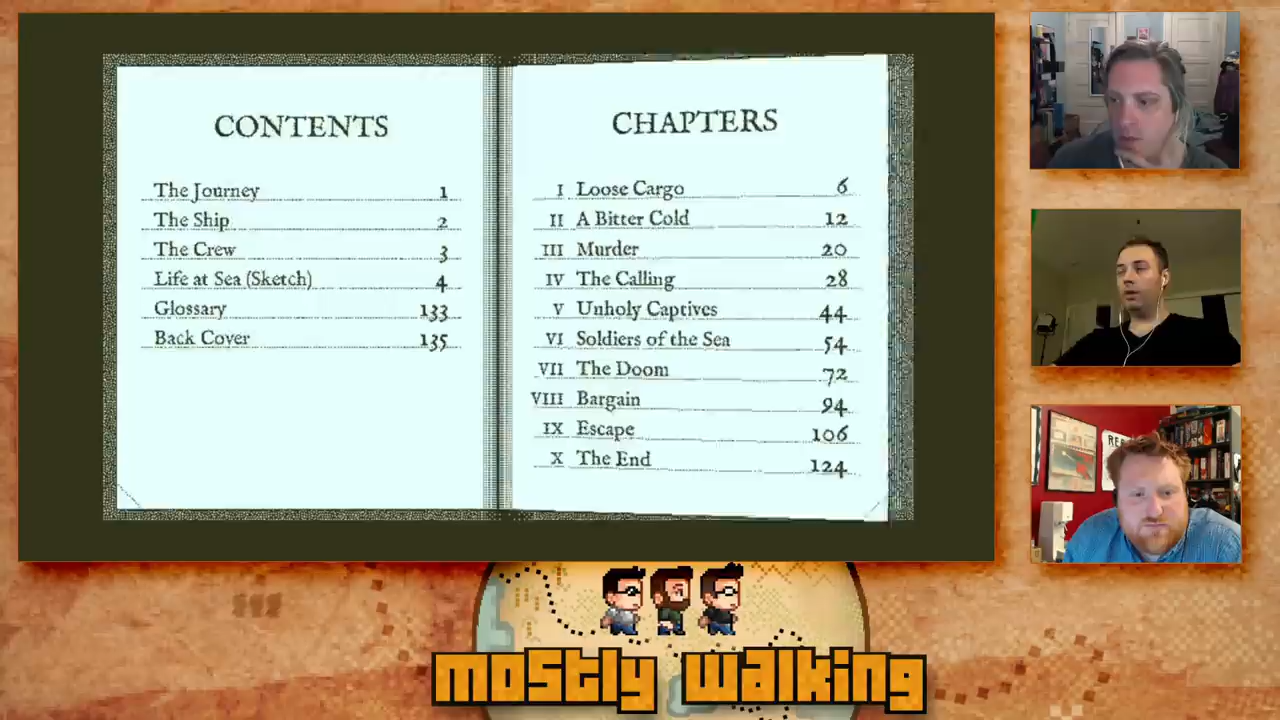 CONTENTS
The Journey 1
The Ship 2
The Crew 3
Life at Sea (Sketch) 4
Glossary 133
Back Cover 135
CHAPTERS
I Loose Cargo 6
II A Bitter Cold 12
III Murder 20
IV The Calling 28
V Unholy Captives 44
VI Soldiers of the Sea 54
VII The Doom 72
VIII Bargain 94
IX Escape 106
X The End 124
mostly walking